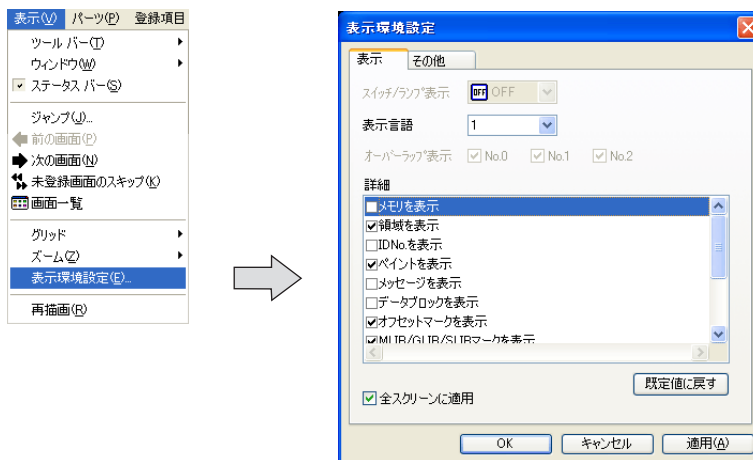 表示(V) パーツ(P) 登録項目
ツール バー(T)
ウィンドウ(W)
ステータス バー(S)
ジャンプ(J)...
前の画面(P)
次の画面(N)
未登録画面のスキップ(K)
画面一覧
グリッド
ズーム(Z)
表示環境設定(E)...
再描画(R)
表示環境設定
表示 その他
スイッチ/ランプ表示 OFF OFF
表示言語 1
オーバーラップ表示 No.0 No.1 No.2
詳細
メモリを表示
領域を表示
IDNo.を表示
ペイントを表示
メッセージを表示
データブロックを表示
オフセットマークを表示
MLIB/GLIB/SLIBマークを表示
既定値に戻す
全スクリーンに適用
OK キャンセル 適用(A)